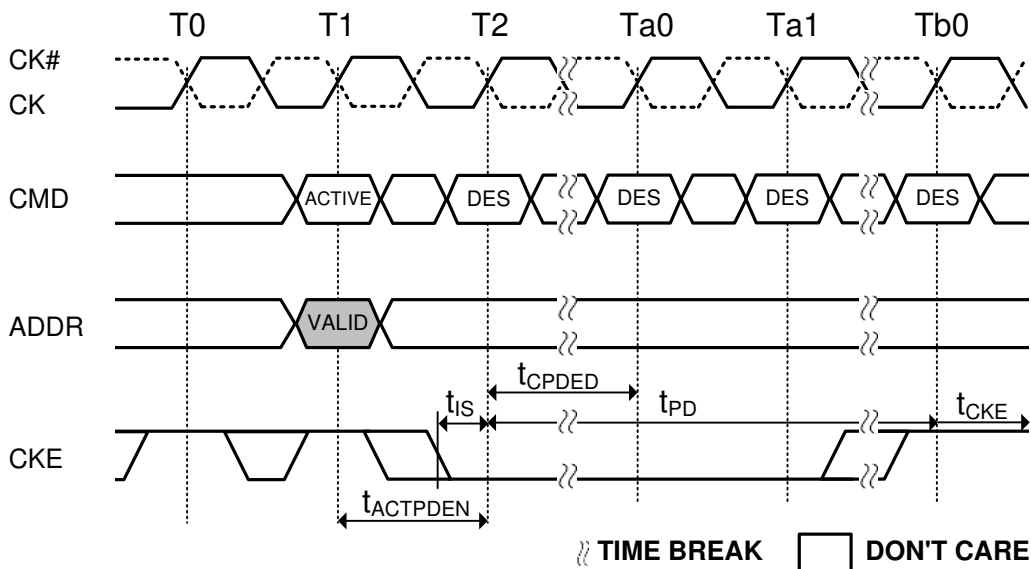 T0 T1 T2 Ta0 Ta1 Tb0
CK#
CK
CMD ACTIVE DES DES DES DES
ADDR VALID
tCPDED
tIS tPD tCKE
CKE
tACTPDEN
TIME BREAK DON'T CARE